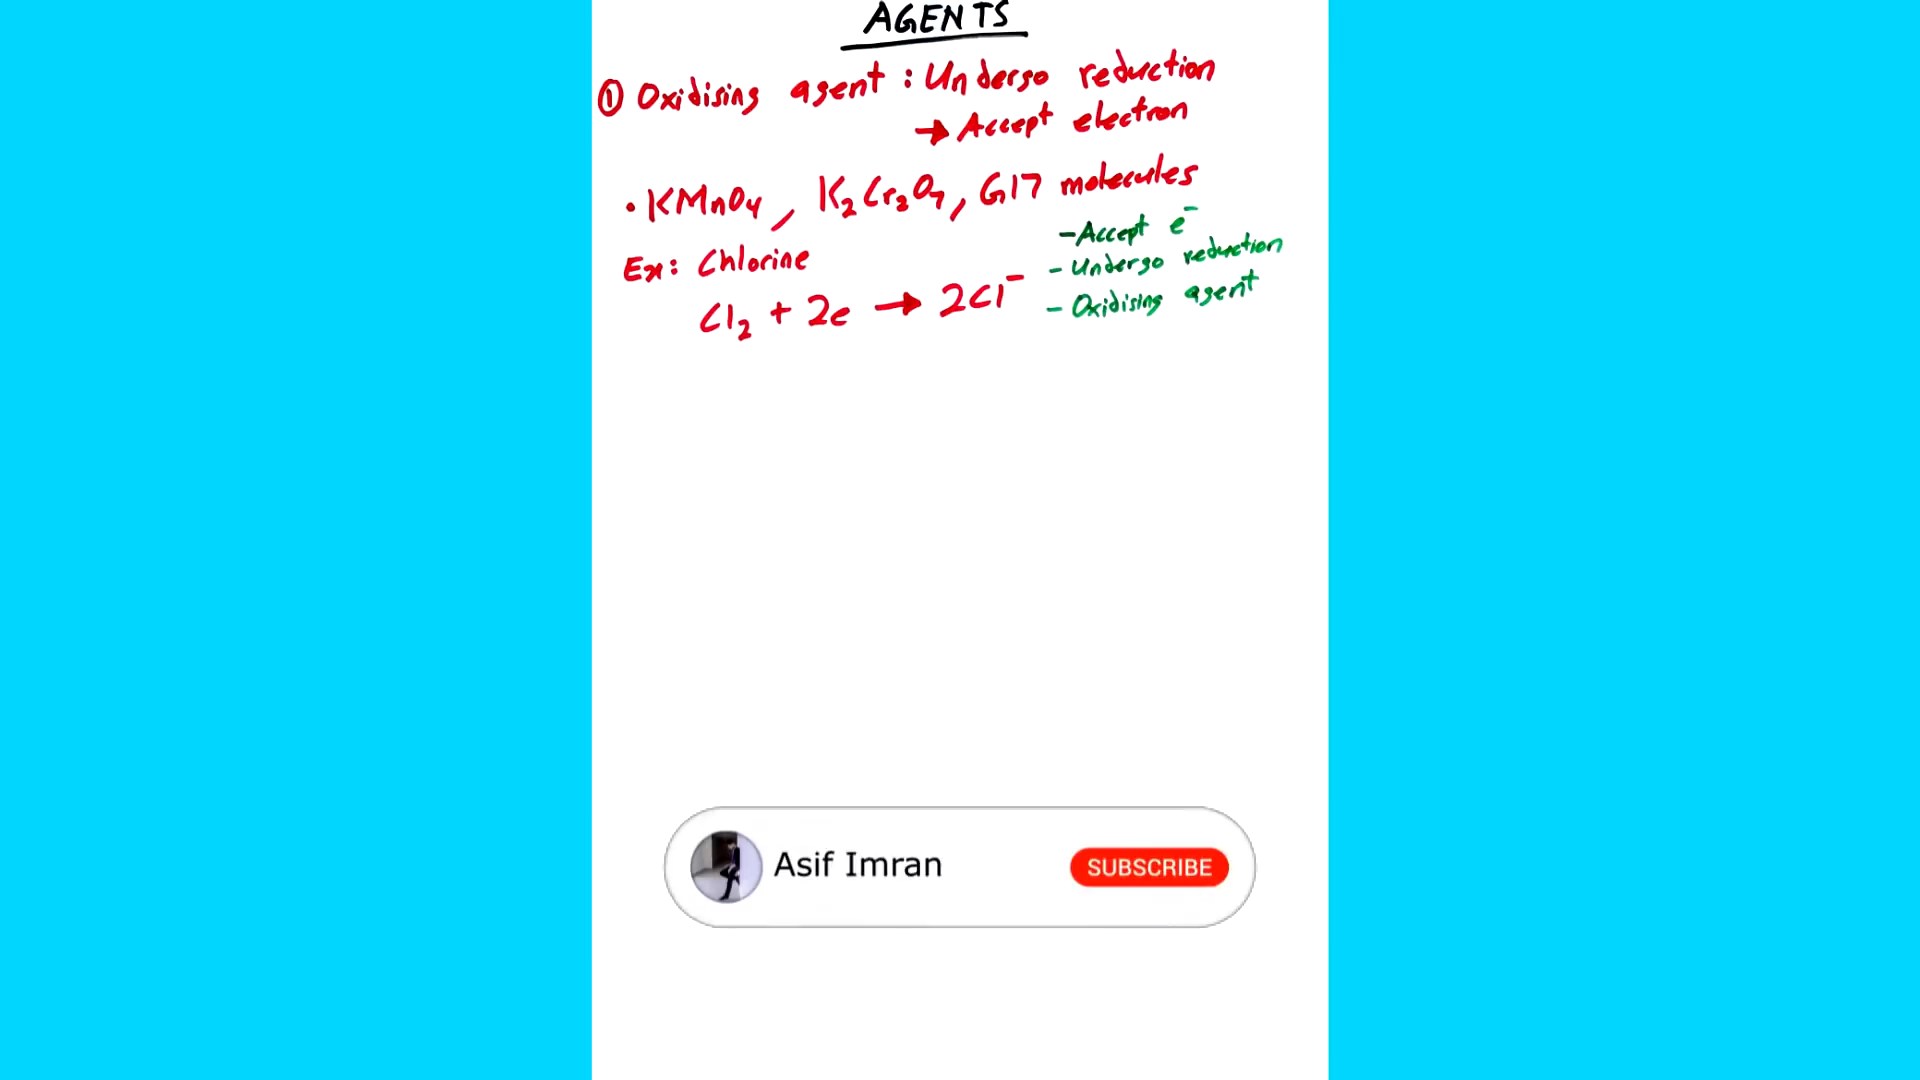 AGENTS
① Oxidising agent : Undergo reduction
→ Accept electron
• KMnO₄, K₂Cr₂O₇, G17 molecules
- Accept e⁻
Ex: Chlorine
- Undergo reduction
Cl₂ + 2e → 2Cl⁻
- Oxidising agent
Asif Imran
SUBSCRIBE